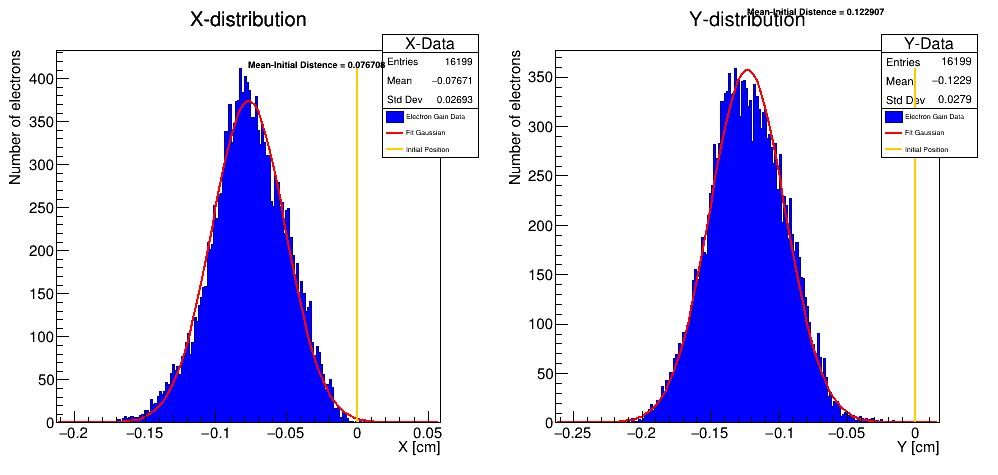 X-distribution
Mean-Initial Distence = 0.076708
X-Data
Entries 16199
Mean −0.07671
Std Dev 0.02693
Electron Gain Data
Fit Gaussian
Initial Position
Number of electrons
400
350
300
250
200
150
100
50
0
−0.2 −0.15 −0.1 −0.05 0 0.05
X [cm]
Mean-Initial Distence = 0.122907
Y-distribution
Y-Data
Entries 16199
Mean −0.1229
Std Dev 0.0279
Electron Gain Data
Fit Gaussian
Initial Position
Number of electrons
350
300
250
200
150
100
50
0
−0.25 −0.2 −0.15 −0.1 −0.05 0
Y [cm]